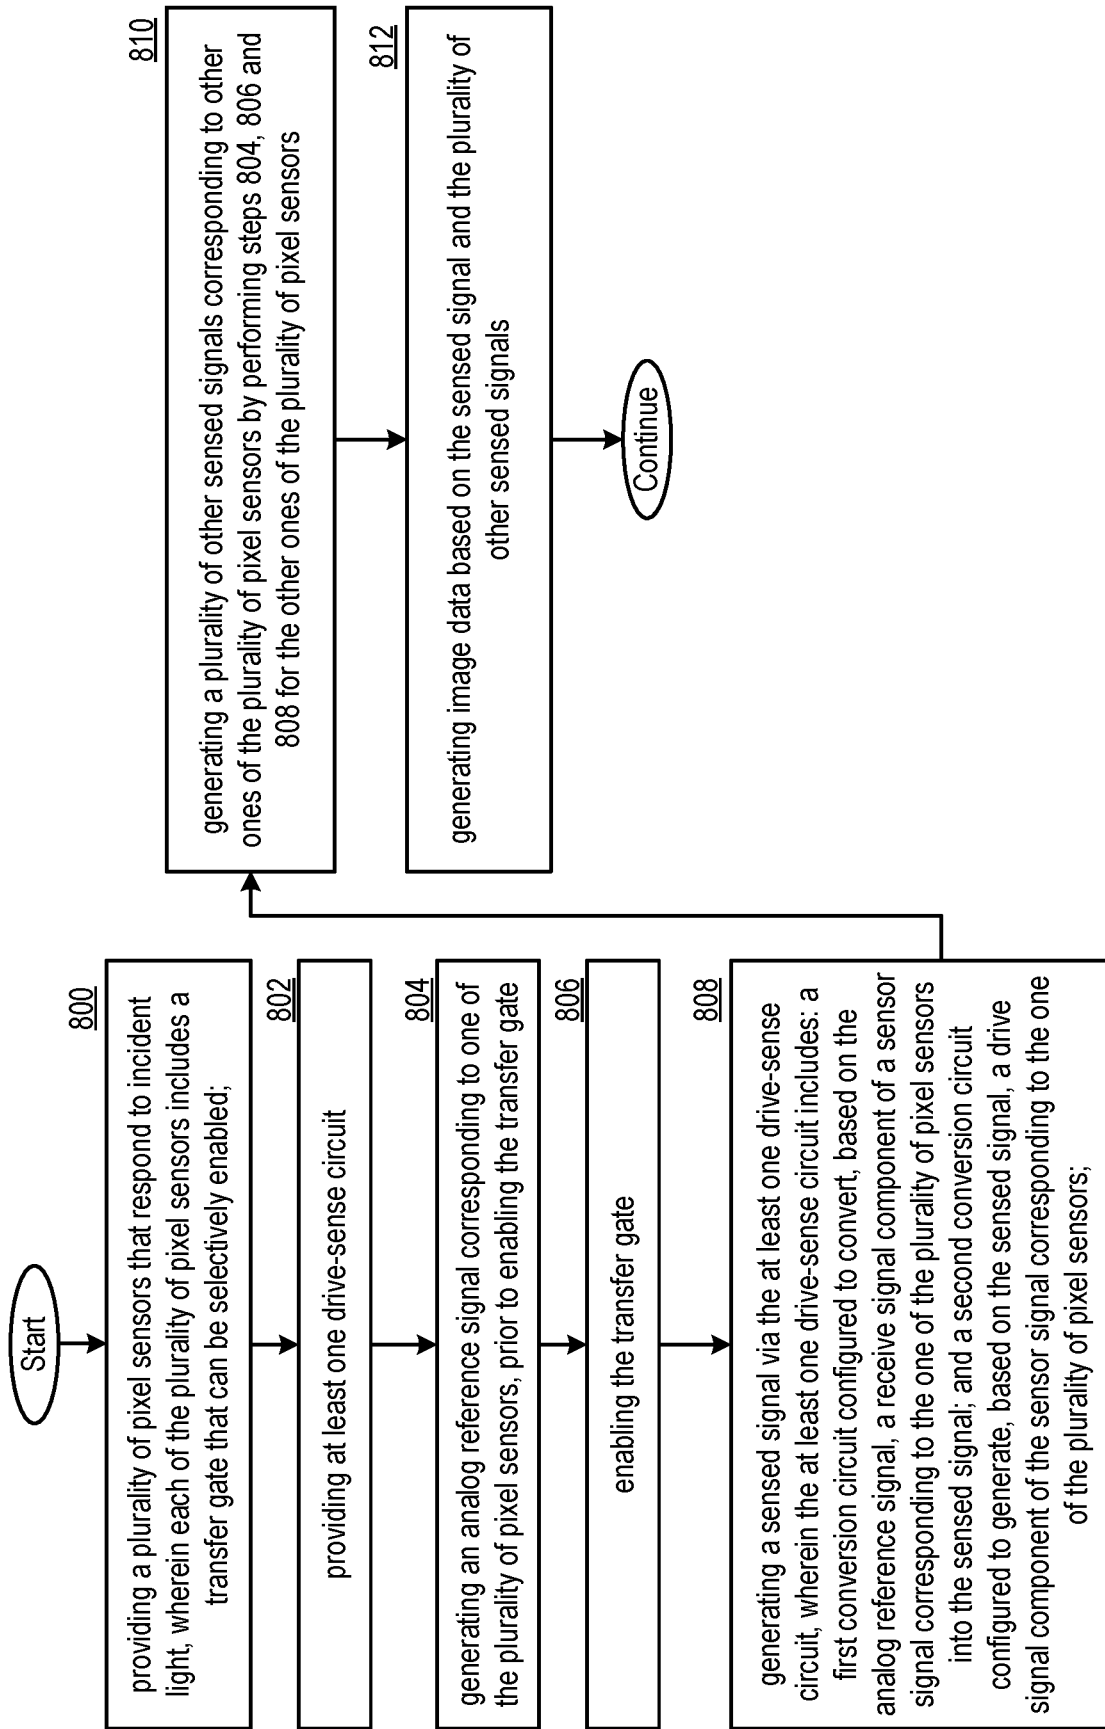 Start
800
providing a plurality of pixel sensors that respond to incident
light, wherein each of the plurality of pixel sensors includes a
transfer gate that can be selectively enabled;
802
providing at least one drive-sense circuit
804
generating an analog reference signal corresponding to one of
the plurality of pixel sensors, prior to enabling the transfer gate
806
enabling the transfer gate
808
generating a sensed signal via the at least one drive-sense
circuit, wherein the at least one drive-sense circuit includes: a
first conversion circuit configured to convert, based on the
analog reference signal, a receive signal component of a sensor
signal corresponding to the one of the plurality of pixel sensors
into the sensed signal; and a second conversion circuit
configured to generate, based on the sensed signal, a drive
signal component of the sensor signal corresponding to the one
of the plurality of pixel sensors;
810
generating a plurality of other sensed signals corresponding to other
ones of the plurality of pixel sensors by performing steps 804, 806 and
808 for the other ones of the plurality of pixel sensors
812
generating image data based on the sensed signal and the plurality of
other sensed signals
Continue